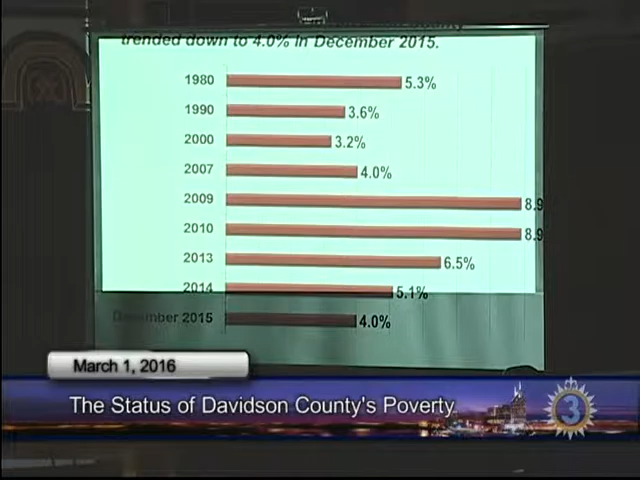 trended down to 4.0% in December 2015.
1980 5.3%
1990 3.6%
2000 3.2%
2007 4.0%
2009 8.9
2010 8.9
2013 6.5%
2014 5.1%
December 2015 4.0%
March 1, 2016
The Status of Davidson County's Poverty
3